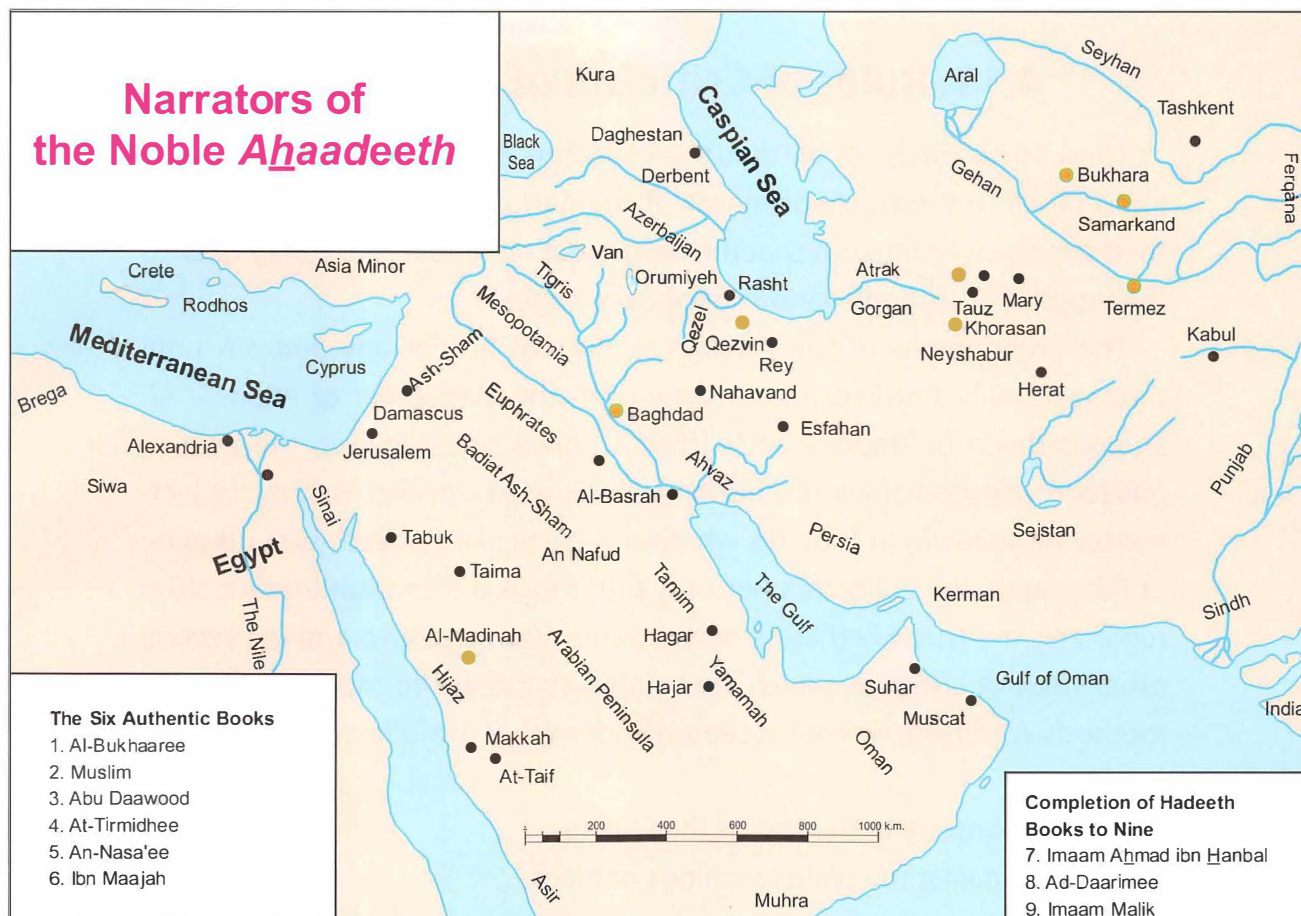 Narrators of
the Noble Ahaadeeth
Kura
Black
Sea
Daghestan
Derbent
Caspian Sea
Aral
Seyhan
Tashkent
Gehan
Bukhara
Samarkand
Ferqàna
Termez
Crete
Rodhos
Asia Minor
Van
Azerbaijan
Orumiyeh
Rasht
Tigris
Mesopotamia
Qezel
Qezvin
Rey
Atrak
Gorgan
Tauz
Mary
Khorasan
Neyshabur
Herat
Kabul
Mediterranean Sea
Cyprus
Ash-Sham
Damascus
Euphrates
Baghdad
Nahavand
Esfahan
Brega
Alexandria
Jerusalem
Badiat Ash-Sham
Ahvaz
Al-Basrah
Punjab
Siwa
Sinai
Egypt
Tabuk
An Nafud
Persia
Sejstan
Taima
Tamim
The Gulf
Kerman
Sindh
The Nile
Al-Madinah
Hijaz
Arabian Peninsula
Hagar
Hajar
Yamamah
Suhar
Gulf of Oman
Muscat
Oman
India
Makkah
At-Taif
200 400 600 800 1000 k.m.
Asir
Muhra
The Six Authentic Books
1. Al-Bukhaaree
2. Muslim
3. Abu Daawood
4. At-Tirmidhee
5. An-Nasa'ee
6. Ibn Maajah
Completion of Hadeeth
Books to Nine
7. Imaam Ahmad ibn Hanbal
8. Ad-Daarimee
9. Imaam Malik